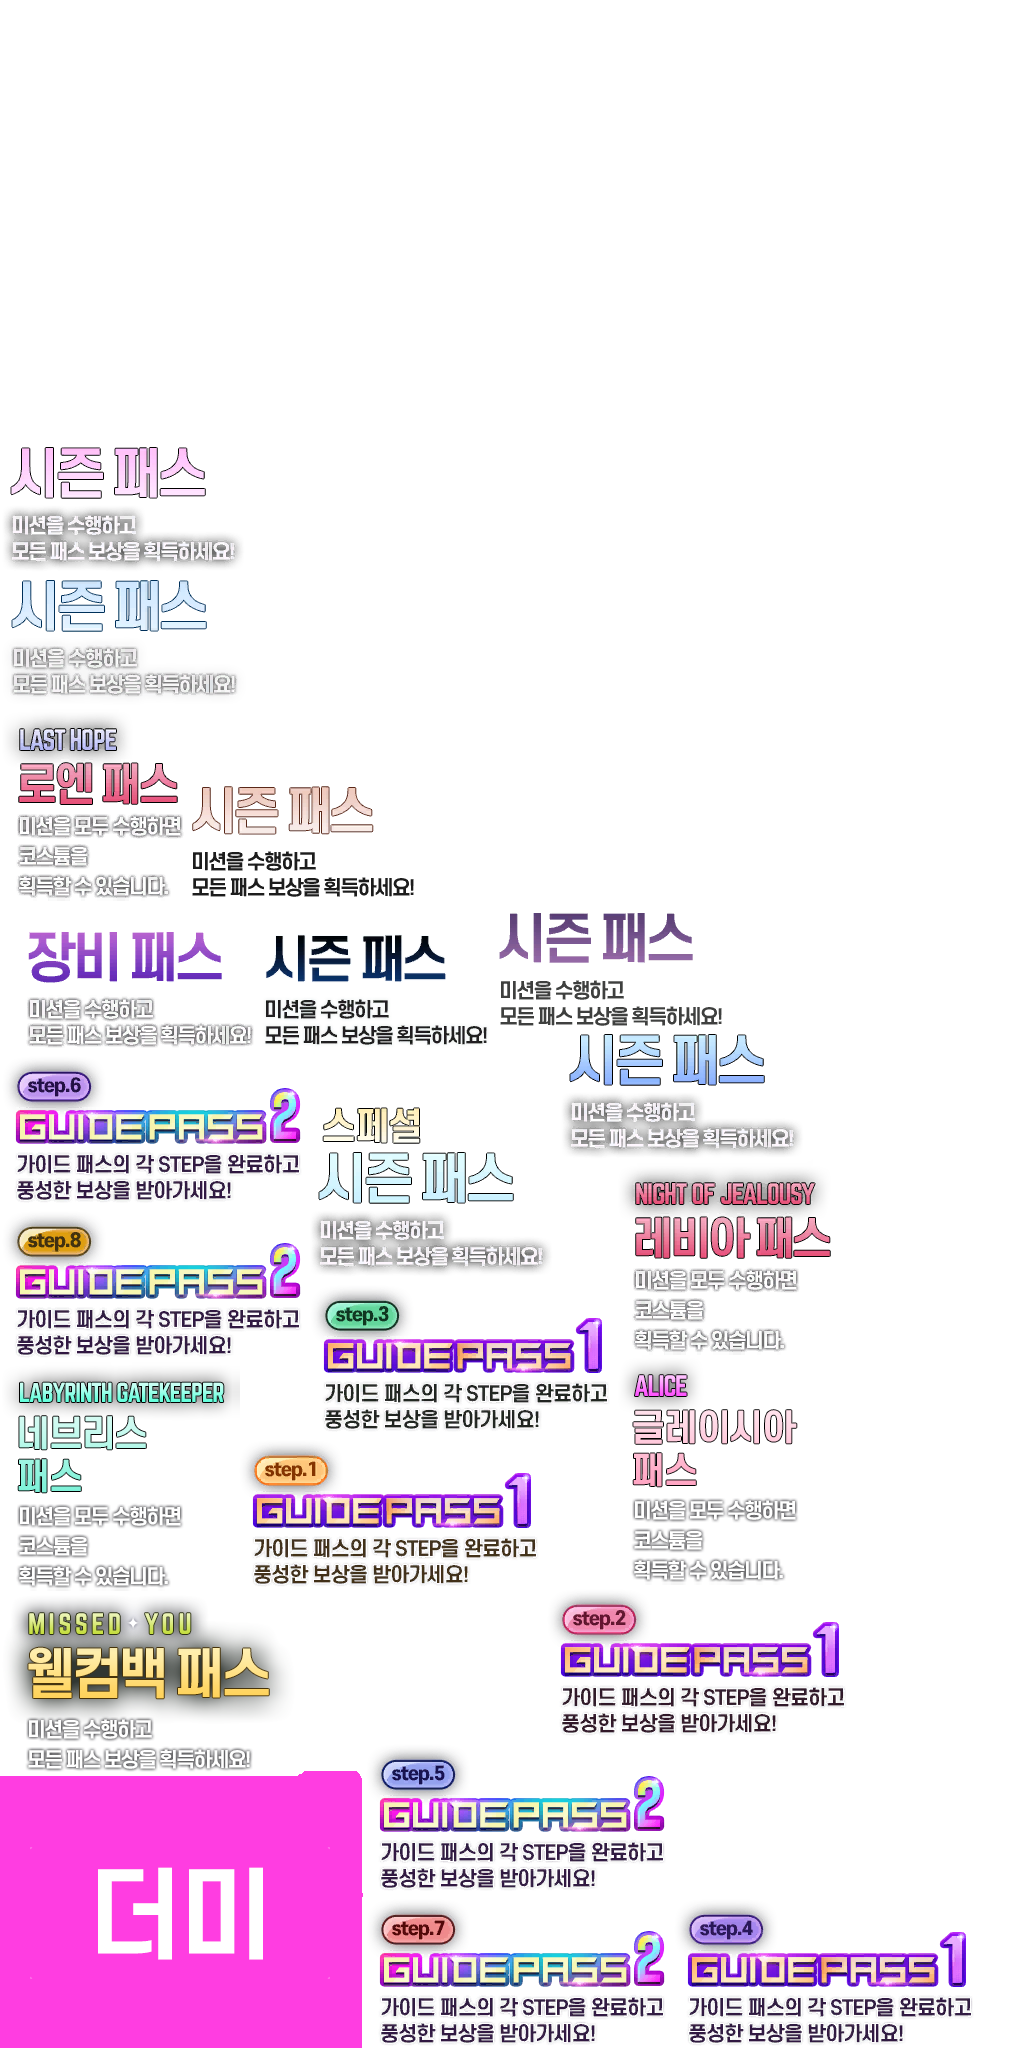 시즌 패스
미션을 수행하고
모든 패스 보상을 획득하세요!
시즌 패스
미션을 수행하고
모든 패스 보상을 획득하세요!
LAST HOPE
로엔 패스
미션을 모두 수행하면
코스튬을
획득할 수 있습니다.
시즌 패스
미션을 수행하고
모든 패스 보상을 획득하세요!
장비 패스
미션을 수행하고
모든 패스 보상을 획득하세요!
시즌 패스
미션을 수행하고
모든 패스 보상을 획득하세요!
시즌 패스
미션을 수행하고
모든 패스 보상을 획득하세요!
시즌 패스
미션을 수행하고
모든 패스 보상을 획득하세요!
step.6
GUIDEPASS 2
가이드 패스의 각 STEP을 완료하고
풍성한 보상을 받아가세요!
스페셜
시즌 패스
미션을 수행하고
모든 패스 보상을 획득하세요!
NIGHT OF JEALOUSY
레비아 패스
미션을 모두 수행하면
코스튬을
획득할 수 있습니다.
step.8
GUIDEPASS 2
가이드 패스의 각 STEP을 완료하고
풍성한 보상을 받아가세요!
step.3
GUIDEPASS 1
가이드 패스의 각 STEP을 완료하고
풍성한 보상을 받아가세요!
LABYRINTH GATEKEEPER
네브리스
패스
미션을 모두 수행하면
코스튬을
획득할 수 있습니다.
ALICE
글레이시아
패스
미션을 모두 수행하면
코스튬을
획득할 수 있습니다.
step.1
GUIDEPASS 1
가이드 패스의 각 STEP을 완료하고
풍성한 보상을 받아가세요!
MISSED YOU
웰컴백 패스
미션을 수행하고
모든 패스 보상을 획득하세요!
step.2
GUIDEPASS 1
가이드 패스의 각 STEP을 완료하고
풍성한 보상을 받아가세요!
더미
step.5
GUIDEPASS 2
가이드 패스의 각 STEP을 완료하고
풍성한 보상을 받아가세요!
step.7
GUIDEPASS 2
가이드 패스의 각 STEP을 완료하고
풍성한 보상을 받아가세요!
step.4
GUIDEPASS 1
가이드 패스의 각 STEP을 완료하고
풍성한 보상을 받아가세요!